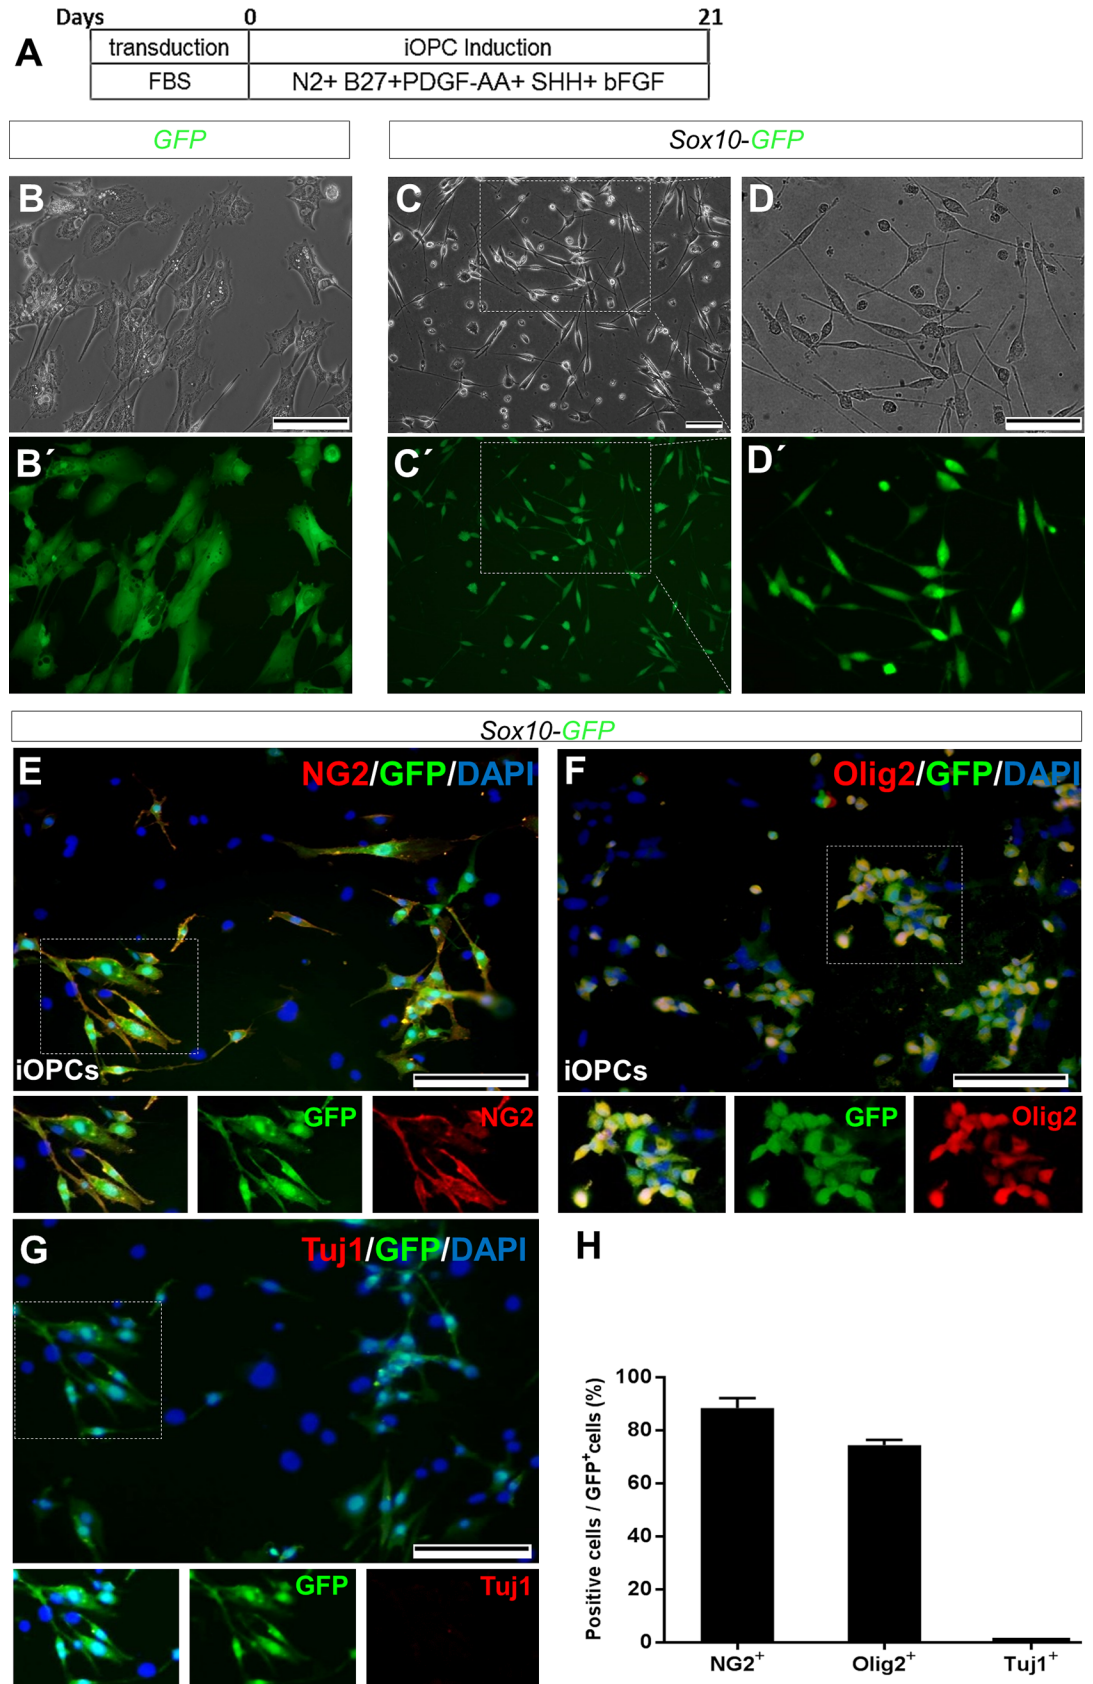 Days 0 21
A
transduction iOPC Induction
FBS N2+ B27+PDGF-AA+ SHH+ bFGF
GFP Sox10-GFP
B C D
B´ C´ D´
Sox10-GFP
E NG2/GFP/DAPI
iOPCs
GFP NG2
F Olig2/GFP/DAPI
iOPCs
GFP Olig2
G Tuj1/GFP/DAPI
GFP Tuj1
H
Positive cells / GFP⁺cells (%)
100
80
60
40
20
0
NG2⁺ Olig2⁺ Tuj1⁺